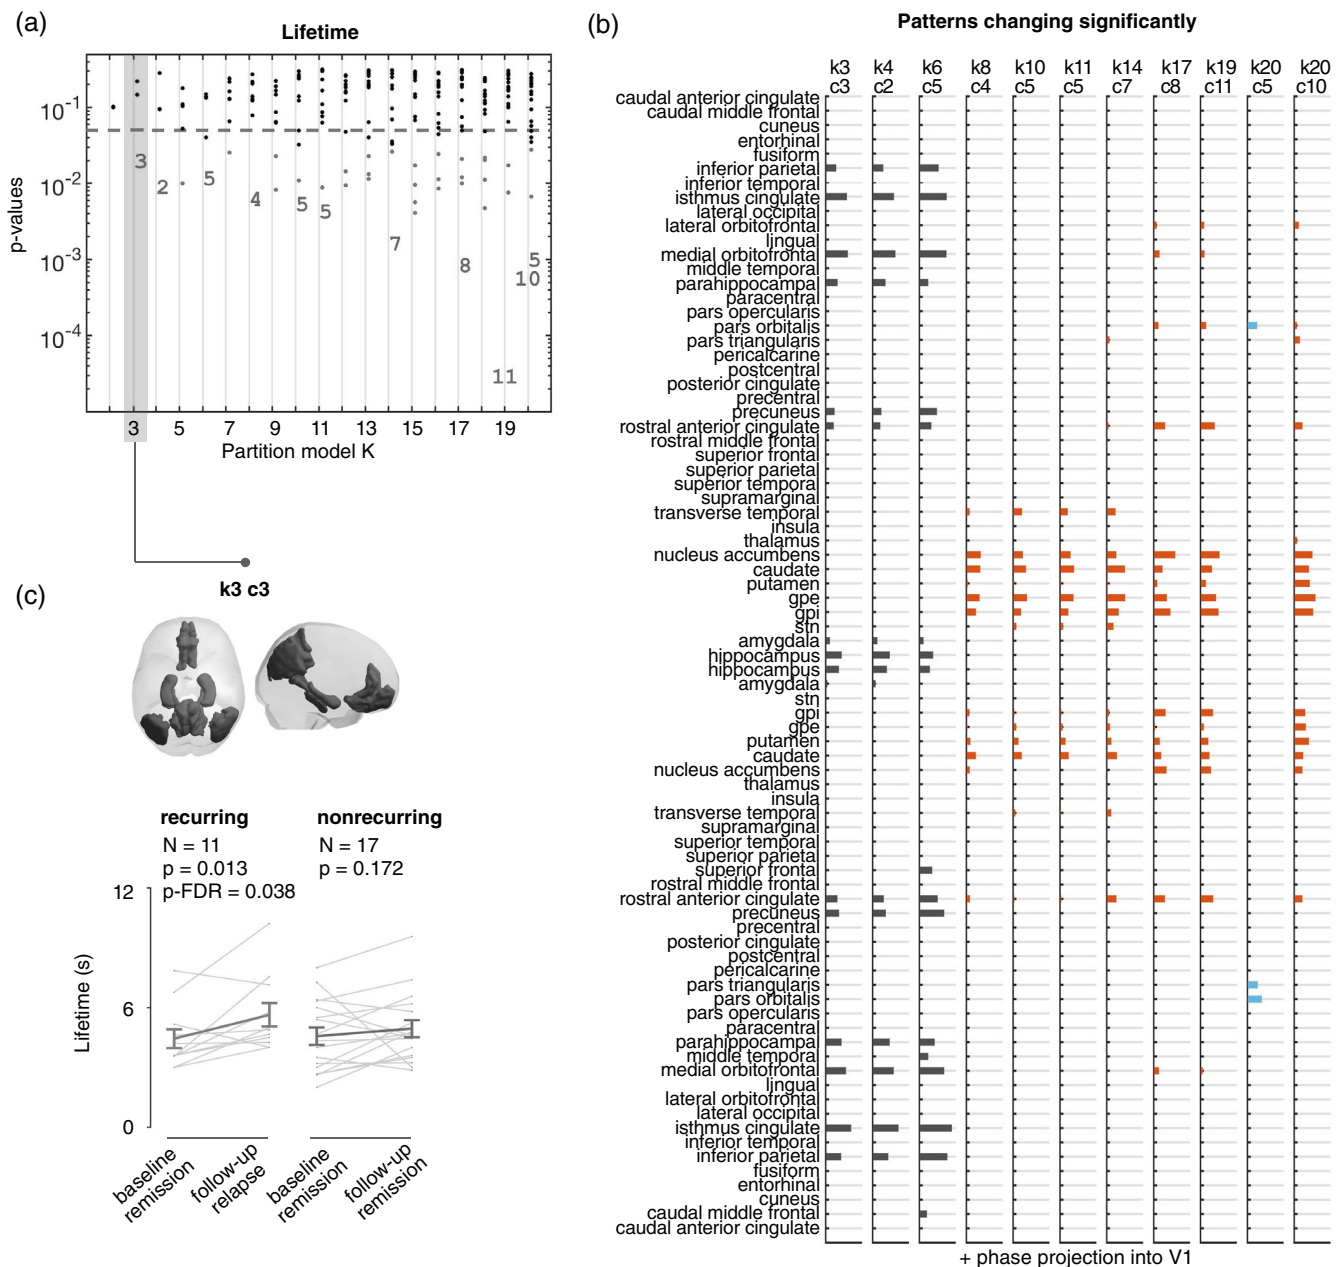 (a)
Lifetime
p-values
10-1
10-2
10-3
10-4
3
2
5
4
5
5
7
8
11
10
5
3 5 7 9 11 13 15 17 19
Partition model K
(b)
Patterns changing significantly
k3 k4 k6 k8 k10 k11 k14 k17 k19 k20 k20
c3 c2 c5 c4 c5 c5 c7 c8 c11 c5 c10
caudal anterior cingulate
caudal middle frontal
cuneus
entorhinal
fusiform
inferior parietal
inferior temporal
isthmus cingulate
lateral occipital
lateral orbitofrontal
lingual
medial orbitofrontal
middle temporal
parahippocampal
paracentral
pars opercularis
pars orbitalis
pars triangularis
pericalcarine
postcentral
posterior cingulate
precentral
precuneus
rostral anterior cingulate
rostral middle frontal
superior frontal
superior parietal
superior temporal
supramarginal
transverse temporal
insula
thalamus
nucleus accumbens
caudate
putamen
gpe
gpi
stn
amygdala
hippocampus
hippocampus
amygdala
stn
gpi
gpe
putamen
caudate
nucleus accumbens
thalamus
insula
transverse temporal
supramarginal
superior temporal
superior parietal
superior frontal
rostral middle frontal
rostral anterior cingulate
precuneus
precentral
posterior cingulate
postcentral
pericalcarine
pars triangularis
pars orbitalis
pars opercularis
paracentral
parahippocampal
middle temporal
medial orbitofrontal
lingual
lateral orbitofrontal
lateral occipital
isthmus cingulate
inferior temporal
inferior parietal
fusiform
entorhinal
cuneus
caudal middle frontal
caudal anterior cingulate
+ phase projection into V1
(c)
k3 c3
recurring
N = 11
p = 0.013
p-FDR = 0.038
nonrecurring
N = 17
p = 0.172
Lifetime (s)
12
6
0
baseline
remission
follow-up
relapse
baseline
remission
follow-up
remission